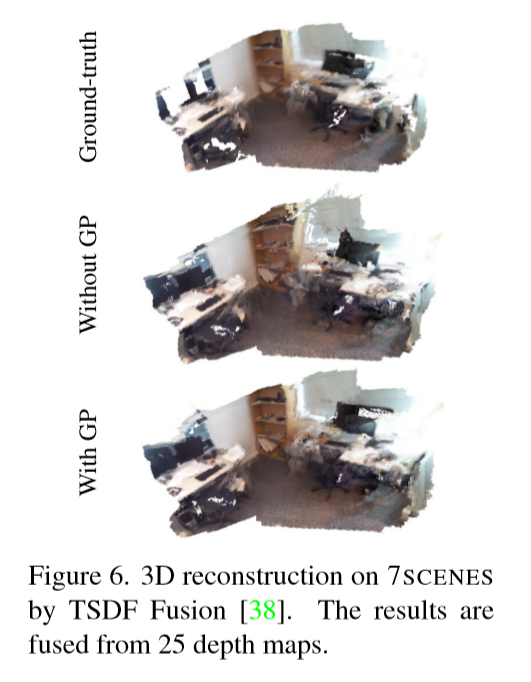 Ground-truth
Without GP
With GP
Figure 6. 3D reconstruction on 7SCENES
by TSDF Fusion [38]. The results are
fused from 25 depth maps.